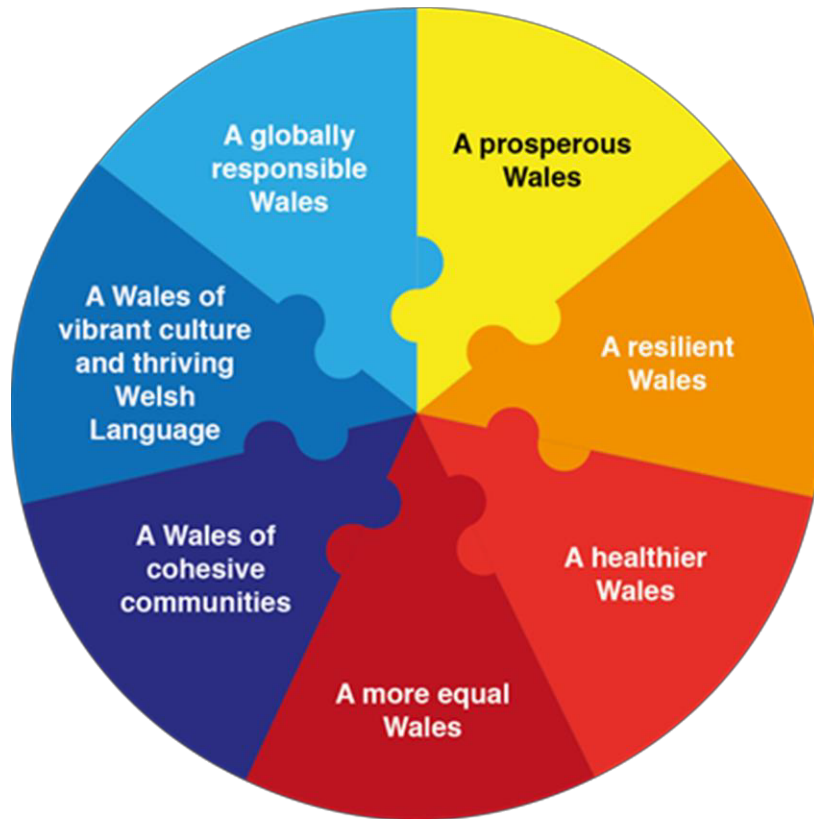 A prosperous
Wales
A resilient
Wales
A healthier
Wales
A more equal
Wales
A Wales of
cohesive
communities
A Wales of
vibrant culture
and thriving
Welsh
Language
A globally
responsible
Wales